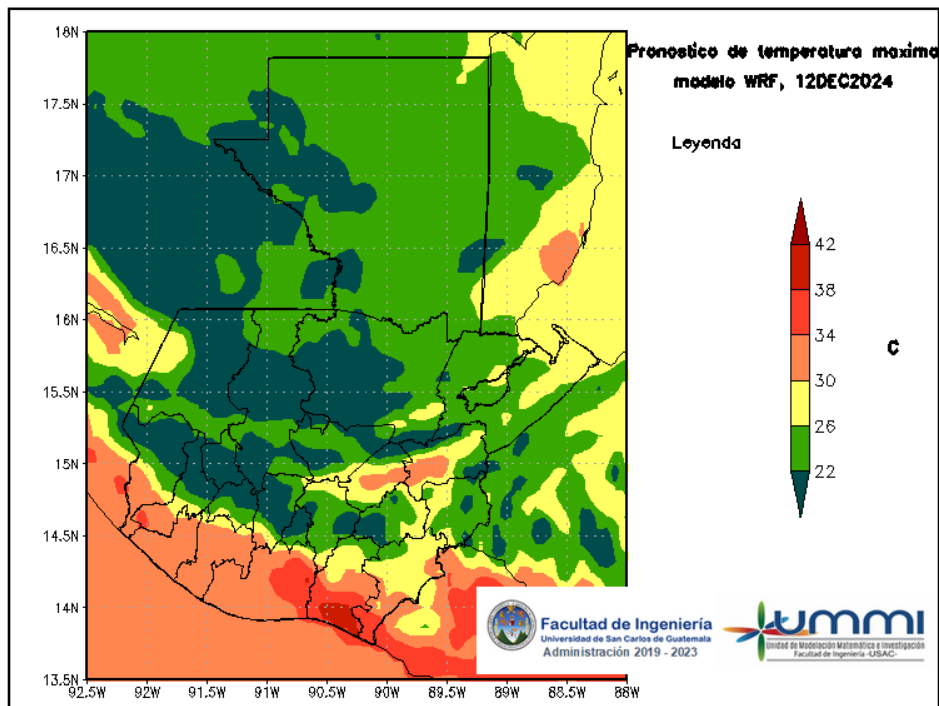 Pronostico de temperatura maxima
modelo WRF, 12DEC2024
Leyenda
18N
17.5N
17N
16.5N
16N
15.5N
15N
14.5N
14N
13.5N
92.5W
92W
91.5W
91W
90.5W
90W
89.5W
89W
88.5W
88W
42
38
34
30
26
22
C
Facultad de Ingeniería
Universidad de San Carlos de Guatemala
Administración 2019 - 2023
UMMI
Unidad de Modelación Matemática e Investigación
Facultad de Ingeniería -USAC-